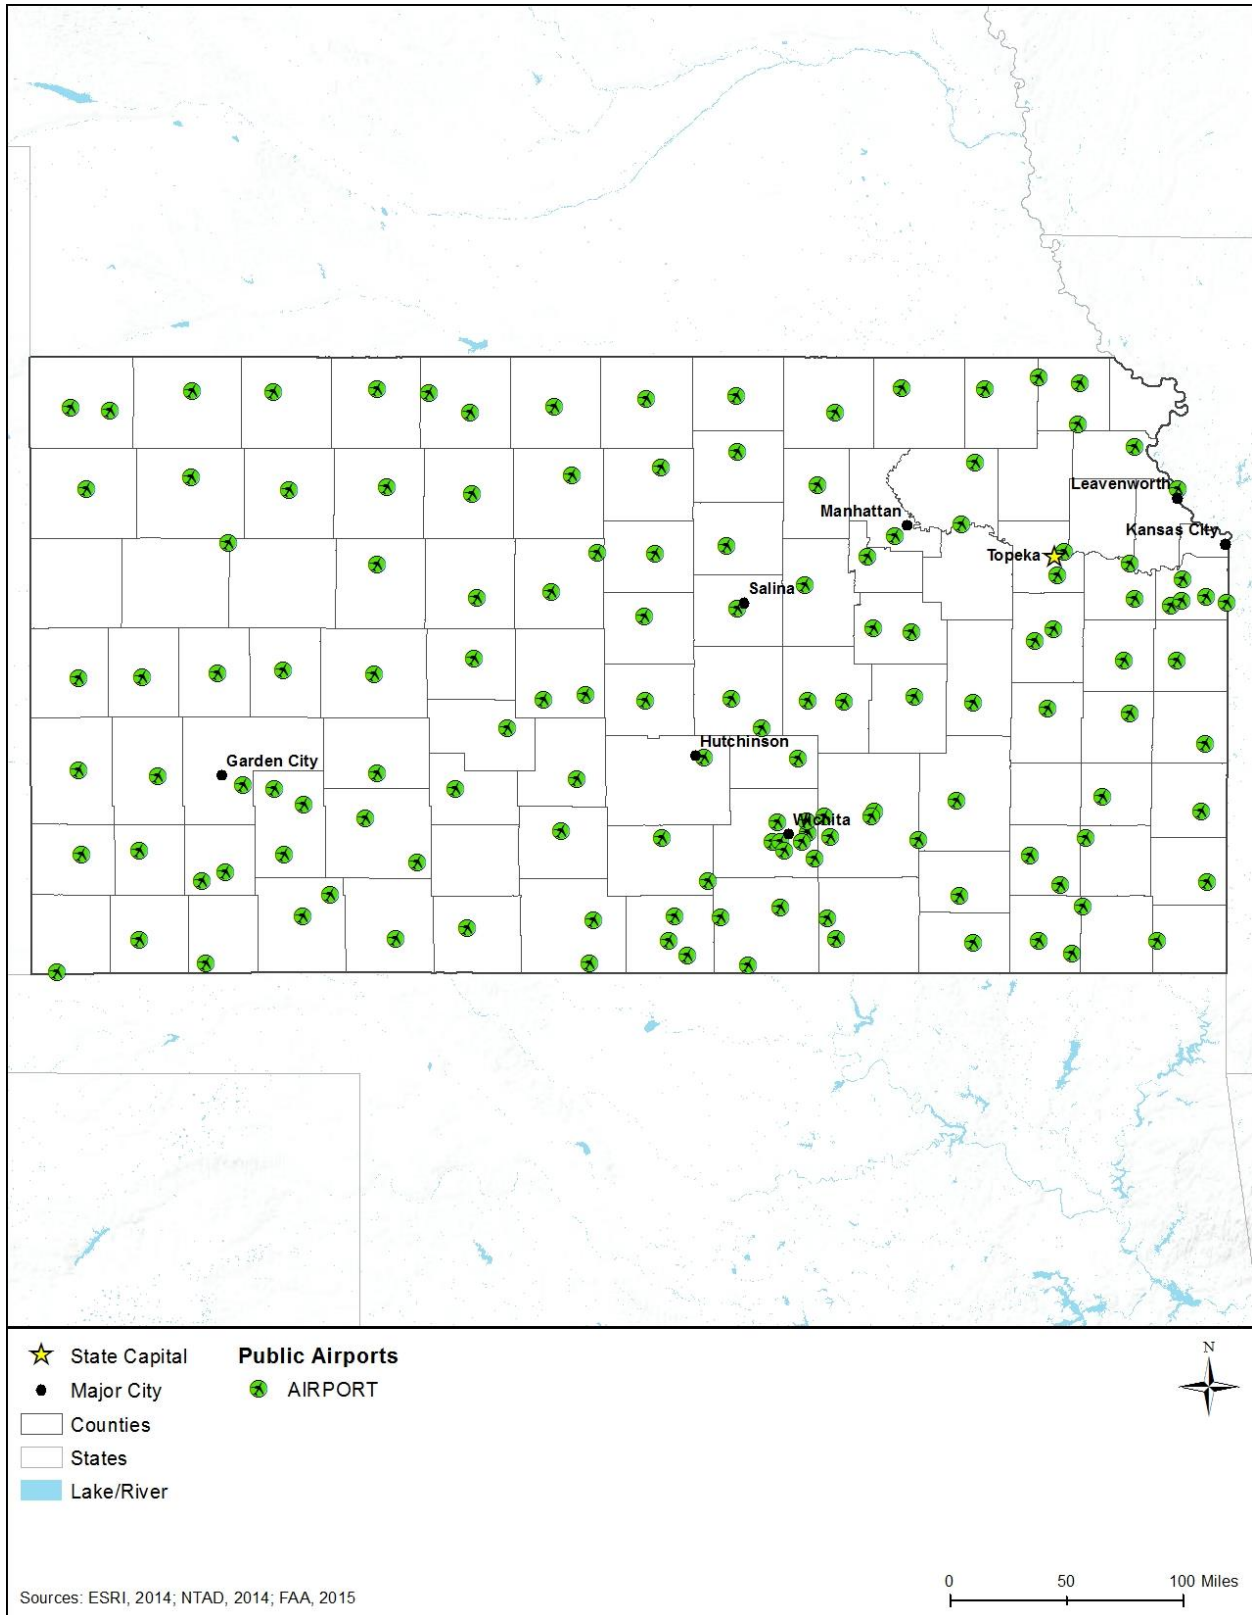 Leavenworth
Manhattan
Kansas City
Topeka
Salina
Hutchinson
Garden City
Wichita
State Capital
Major City
Counties
States
Lake/River
Public Airports
AIRPORT
N
Sources: ESRI, 2014; NTAD, 2014; FAA, 2015
0 50 100 Miles